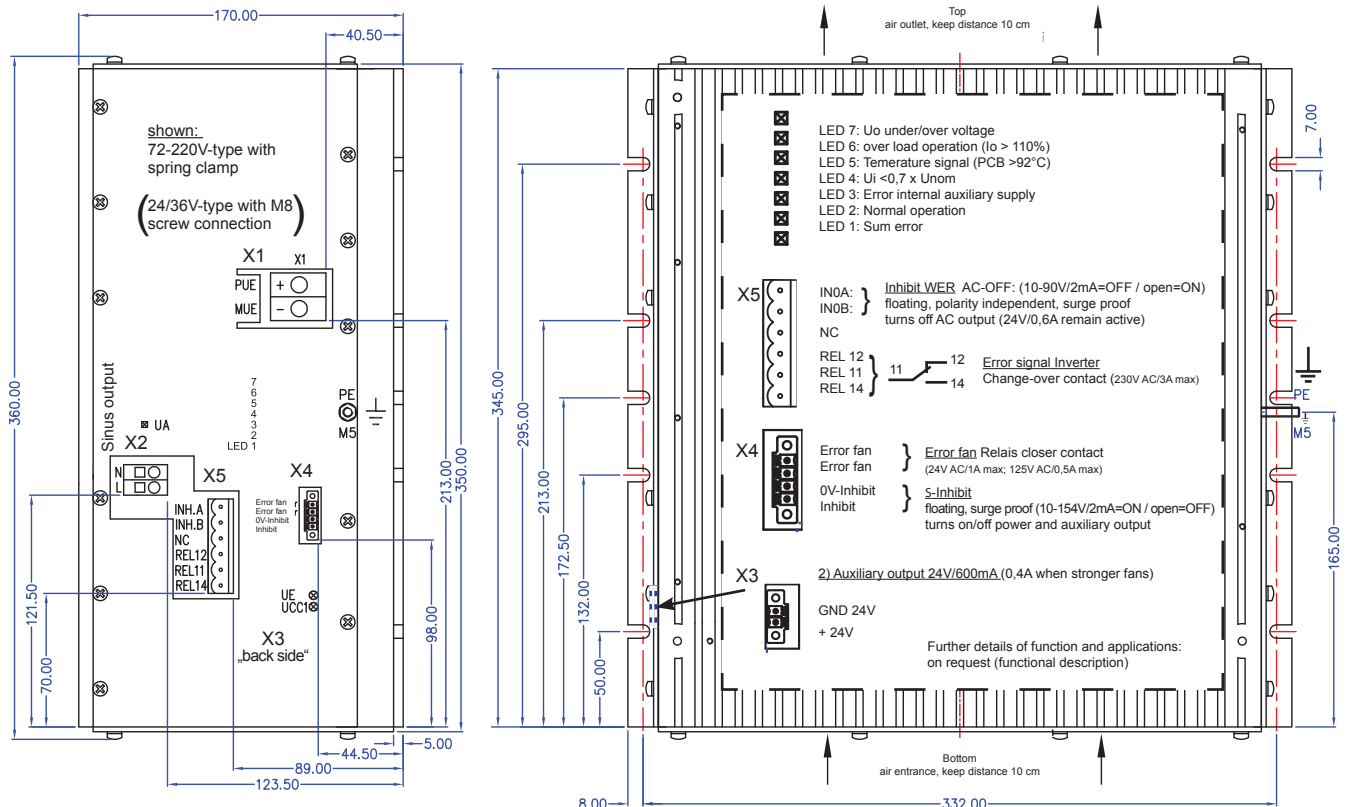 170.00
40.50
shown:
72-220V-type with
spring clamp
(24/36V-type with M8
screw connection)
X1
X1
PUE
+
MUE
-
360.00
Sinus output
7
6
5
4
3
2
LED 1
UA
PE
M5
X2
N
L
X5
INH.A
INH.B
NC
REL12
REL11
REL14
X4
Error fan
Error fan
0V-Inhibit
Inhibit
UE
UCC1
X3
„back side“
121.50
70.00
98.00
213.00
350.00
5.00
44.50
89.00
123.50
Top
air outlet, keep distance 10 cm
i
345.00
295.00
213.00
172.50
132.00
50.00
7.00
LED 7: Uo under/over voltage
LED 6: over load operation (Io > 110%)
LED 5: Temerature signal (PCB >92°C)
LED 4: Ui <0,7 x Unom
LED 3: Error internal auxiliary supply
LED 2: Normal operation
LED 1: Sum error
X5
IN0A: } Inhibit WER AC-OFF: (10-90V/2mA=OFF / open=ON)
IN0B: floating, polarity independent, surge proof
turns off AC output (24V/0,6A remain active)
NC
REL 12
REL 11
REL 14
}
11
12
14
Error signal Inverter
Change-over contact (230V AC/3A max)
PE
M5
X4
Error fan
Error fan
} Error fan Relais closer contact
(24V AC/1A max; 125V AC/0,5A max)
0V-Inhibit
Inhibit
} S-Inhibit
floating, surge proof (10-154V/2mA=ON / open=OFF)
turns on/off power and auxiliary output
165.00
X3
2) Auxiliary output 24V/600mA (0,4A when stronger fans)
GND 24V
+ 24V
Further details of function and applications:
on request (functional description)
Bottom
air entrance, keep distance 10 cm
8.00
332.00